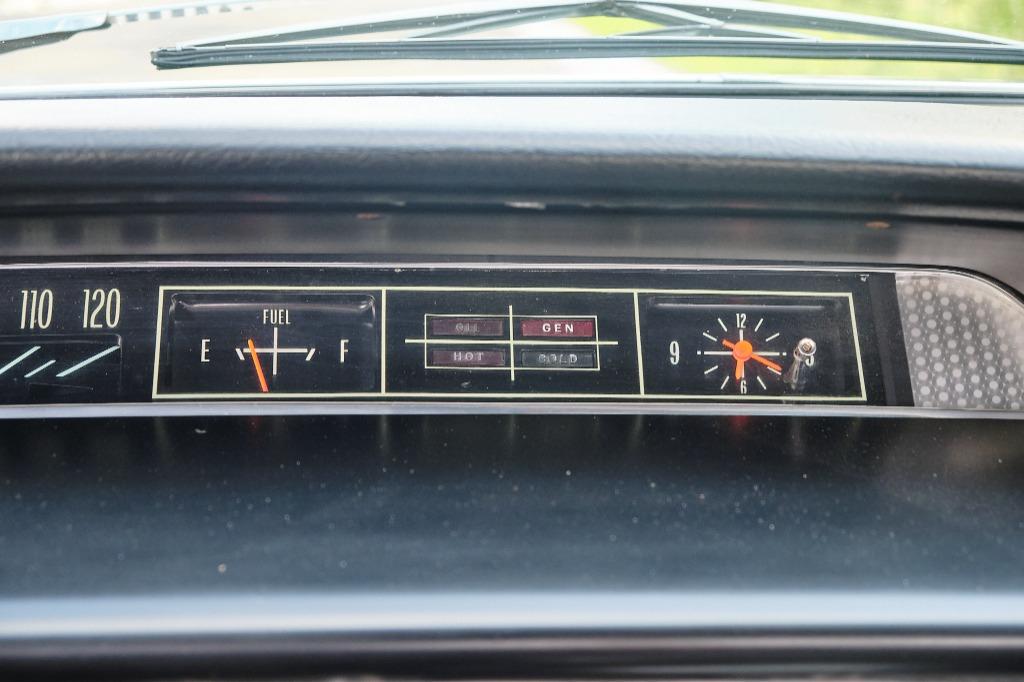 110 120
FUEL
E F
OIL GEN
HOT COLD
12
9 3
6